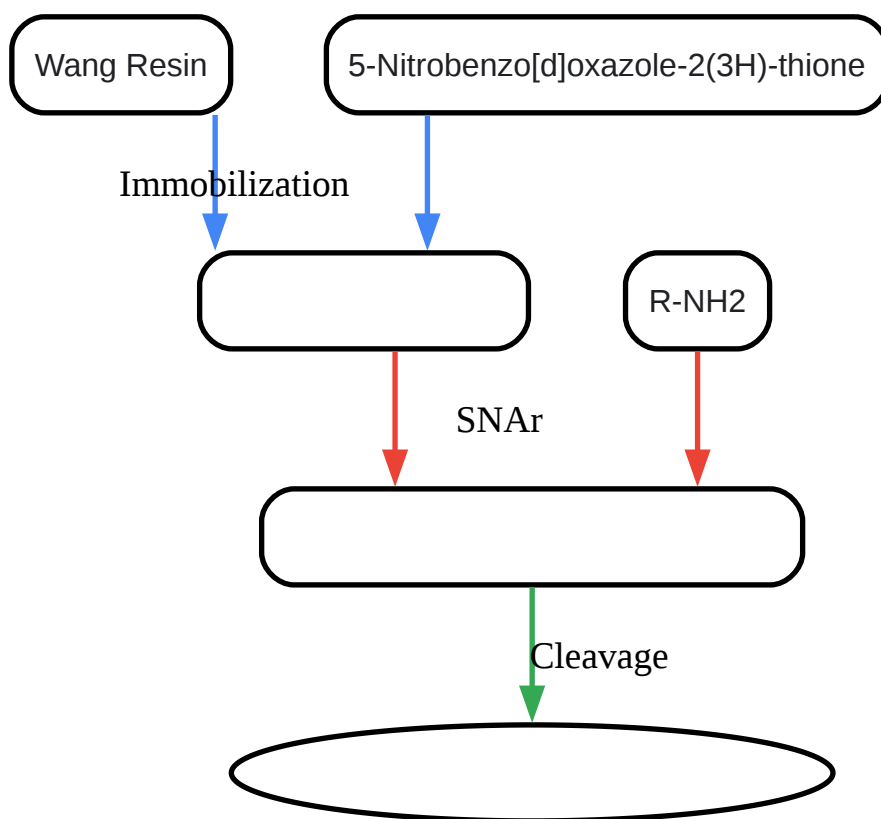 Wang Resin
5-Nitrobenzo[d]oxazole-2(3H)-thione
Immobilization
R-NH2
SNAr
Cleavage